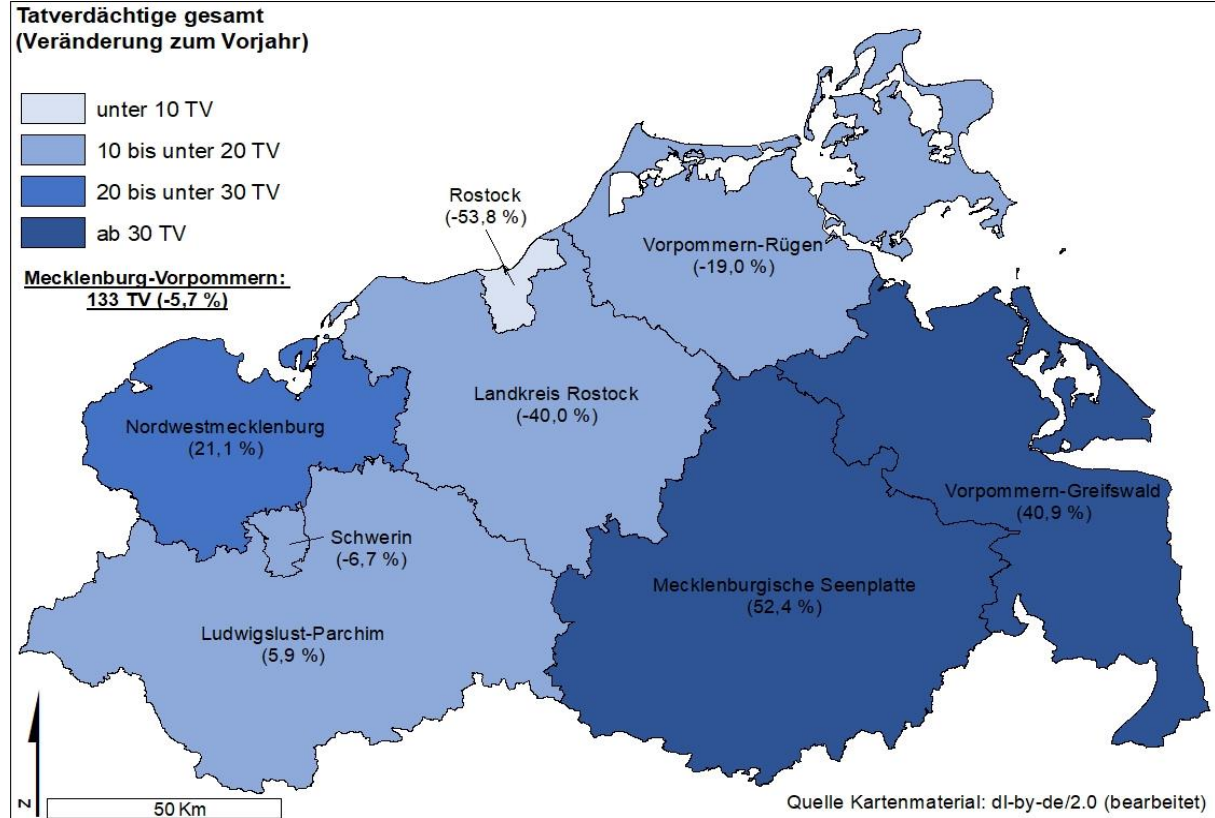 Tatverdächtige gesamt
(Veränderung zum Vorjahr)
unter 10 TV
10 bis unter 20 TV
20 bis unter 30 TV
ab 30 TV
Mecklenburg-Vorpommern:
133 TV (-5,7 %)
Rostock
(-53,8 %)
Vorpommern-Rügen
(-19,0 %)
Landkreis Rostock
(-40,0 %)
Nordwestmecklenburg
(21,1 %)
Vorpommern-Greifswald
(40,9 %)
Schwerin
(-6,7 %)
Mecklenburgische Seenplatte
(52,4 %)
Ludwigslust-Parchim
(5,9 %)
N
50 Km
Quelle Kartenmaterial: dl-by-de/2.0 (bearbeitet)